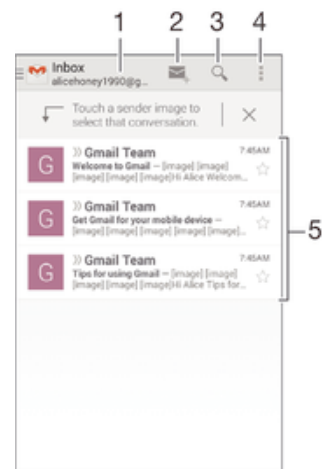 1 2 3 4
Inbox
alicehoney1990@g...
Touch a sender image to
select that conversation.
G
Gmail Team 7:45AM
Welcome to Gmail – [image] [image]
[image] [image] [image]Hi Alice Welcom...
G
Gmail Team 7:45AM
Get Gmail for your mobile device –
[image] [image] [image] [image] [image]...
G
Gmail Team 7:45AM
Tips for using Gmail – [image] [image]
[image] [image] [image]Hi Alice Tips for...
5